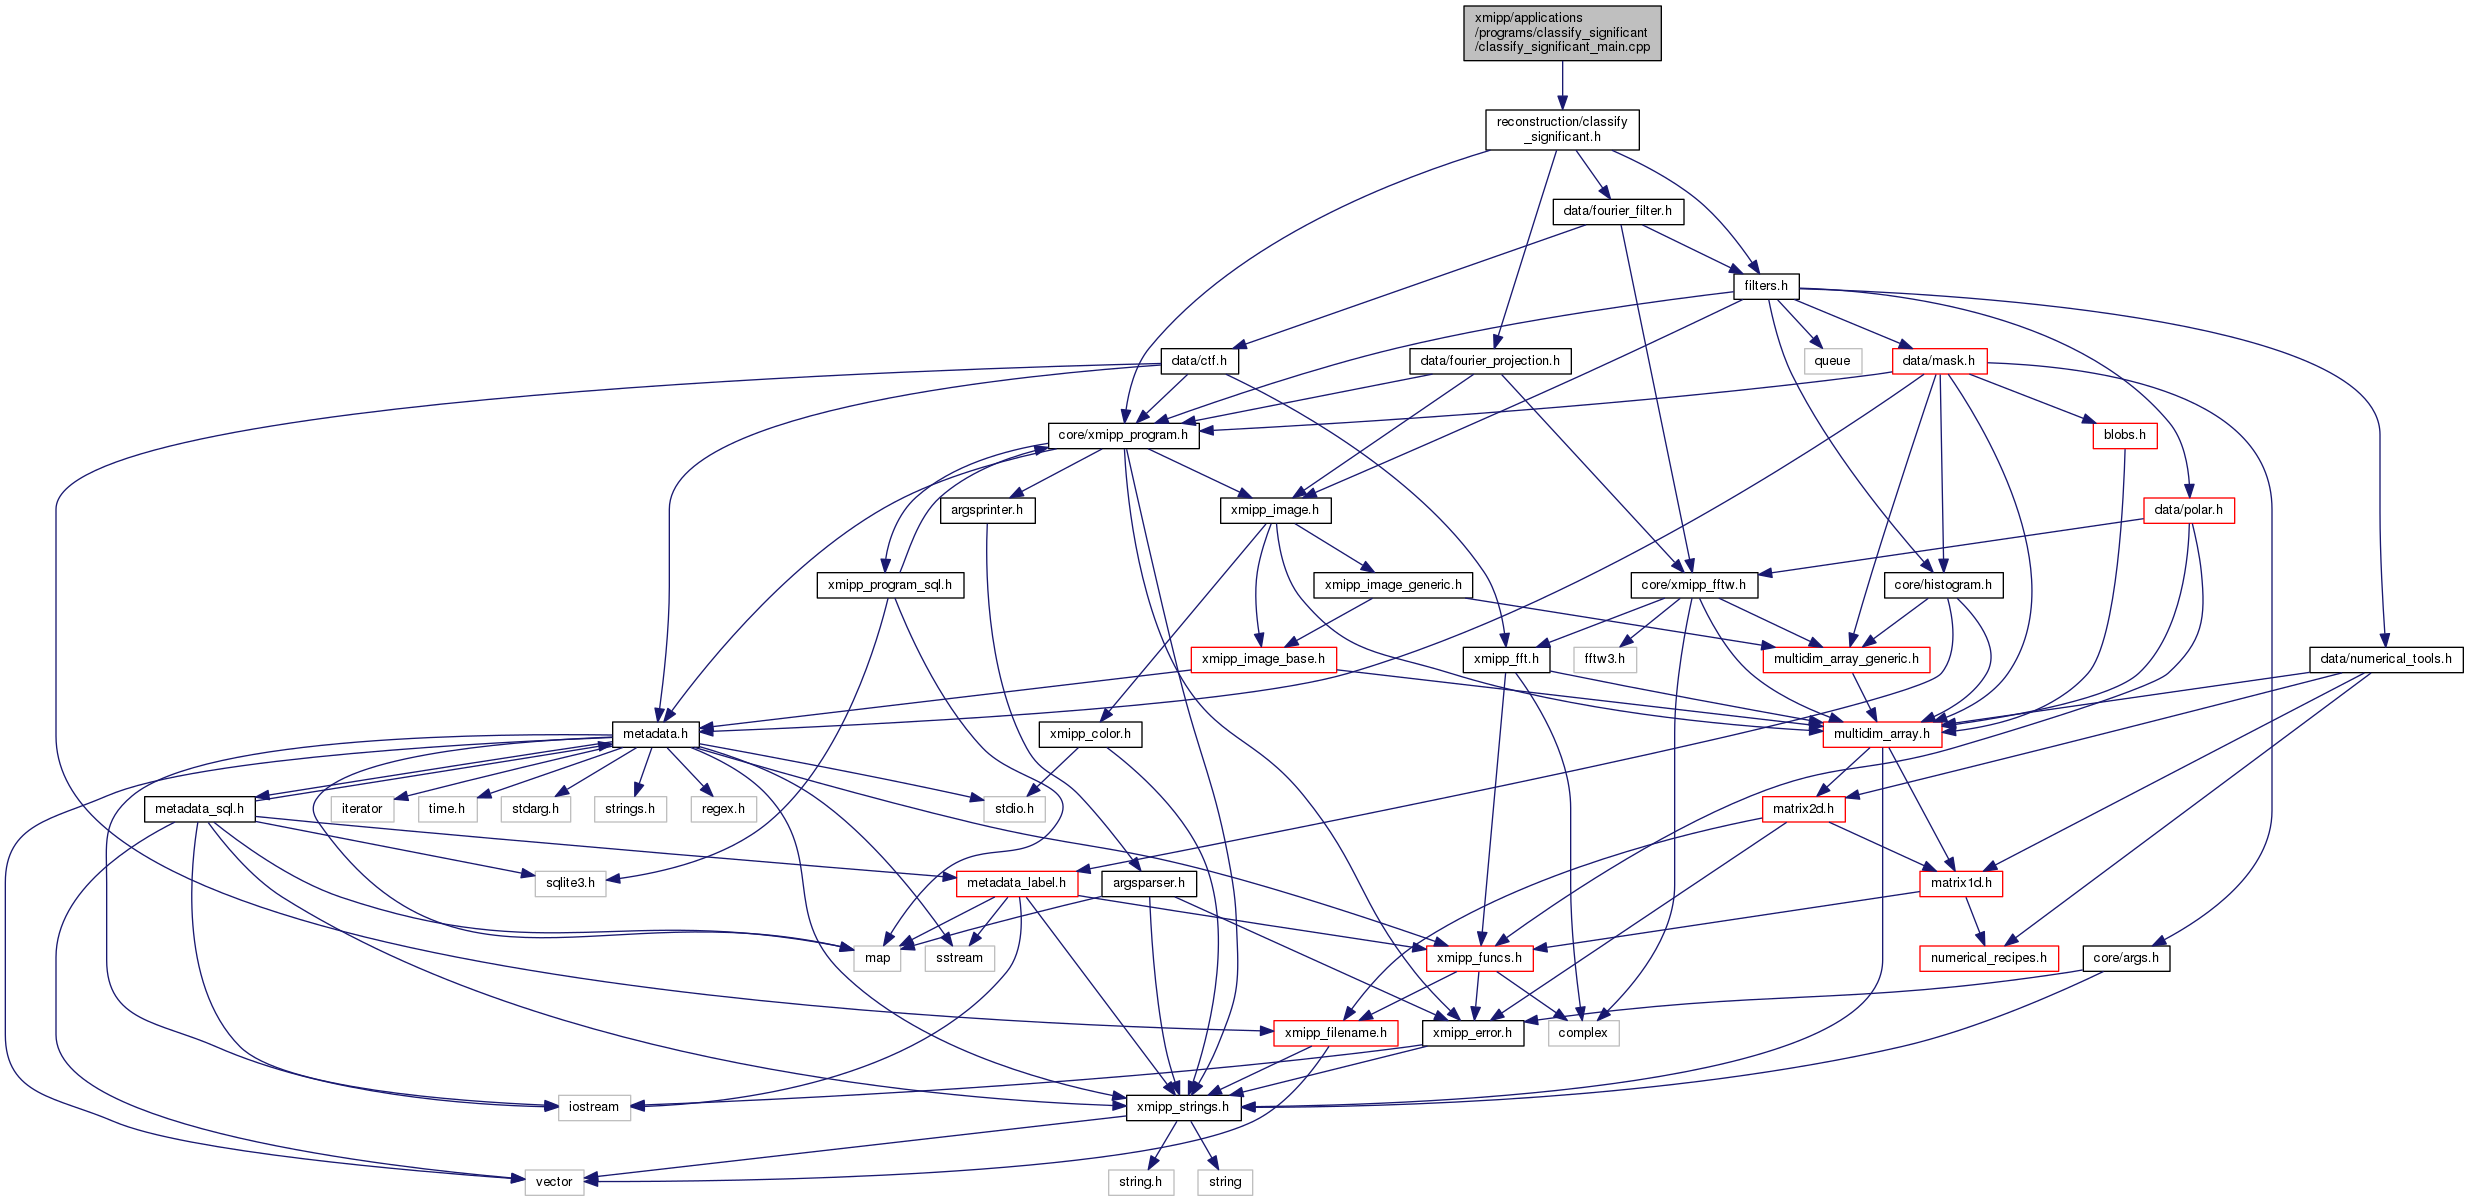 xmipp/applications
/programs/classify_significant
/classify_significant_main.cpp
reconstruction/classify
_significant.h
data/fourier_filter.h
filters.h
data/ctf.h
data/fourier_projection.h
queue
data/mask.h
core/xmipp_program.h
blobs.h
argsprinter.h
xmipp_image.h
data/polar.h
xmipp_program_sql.h
xmipp_image_generic.h
core/xmipp_fftw.h
core/histogram.h
xmipp_image_base.h
xmipp_fft.h
fftw3.h
multidim_array_generic.h
data/numerical_tools.h
metadata.h
xmipp_color.h
multidim_array.h
metadata_sql.h
iterator
time.h
stdarg.h
strings.h
regex.h
stdio.h
matrix2d.h
sqlite3.h
metadata_label.h
argsparser.h
matrix1d.h
map
sstream
xmipp_funcs.h
numerical_recipes.h
core/args.h
xmipp_filename.h
xmipp_error.h
complex
iostream
xmipp_strings.h
vector
string.h
string